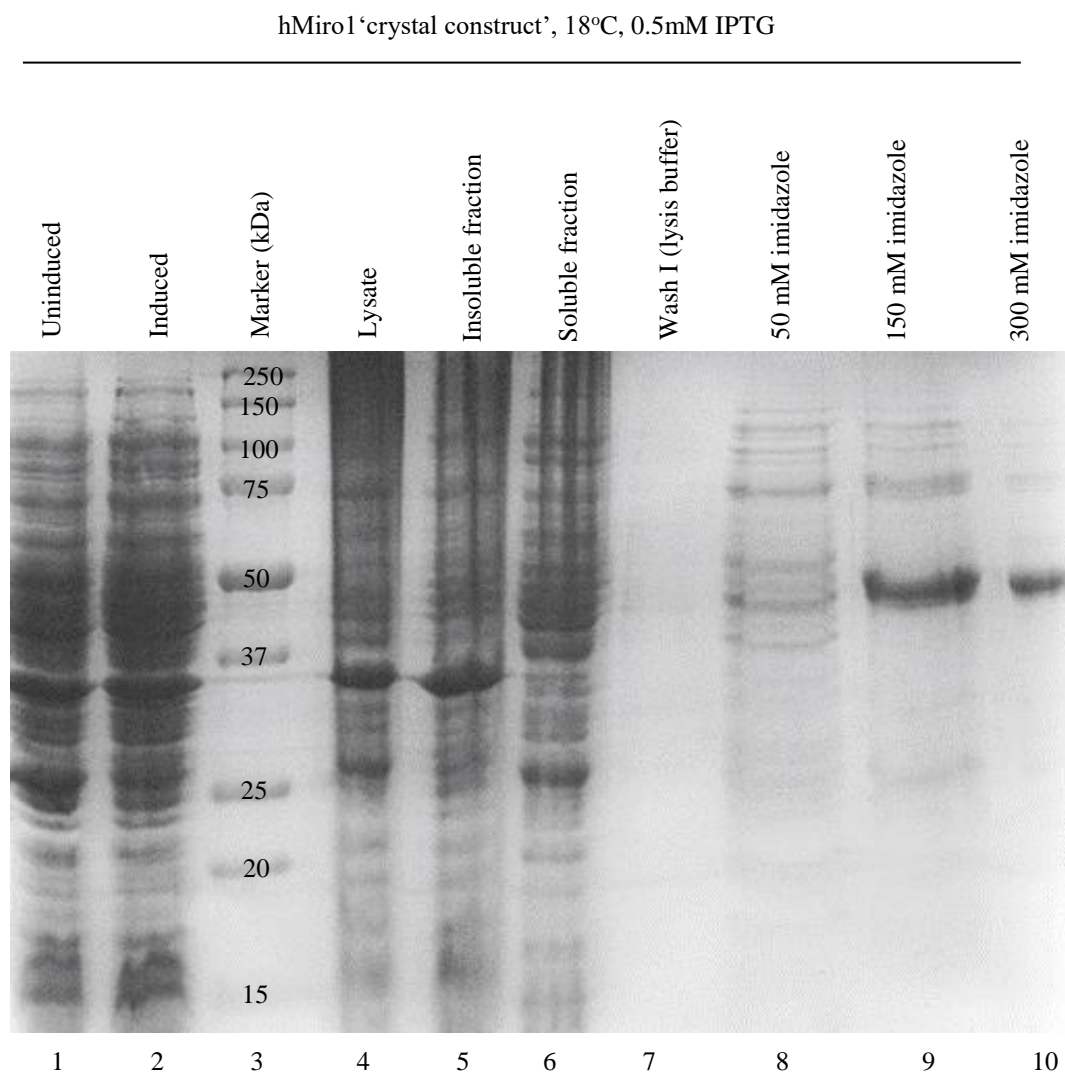 hMiro1‘crystal construct’, 18°C, 0.5mM IPTG
Uninduced
Induced
Marker (kDa)
Lysate
Insoluble fraction
Soluble fraction
Wash I (lysis buffer)
50 mM imidazole
150 mM imidazole
300 mM imidazole
250
150
100
75
50
37
25
20
15
1 2 3 4 5 6 7 8 9 10